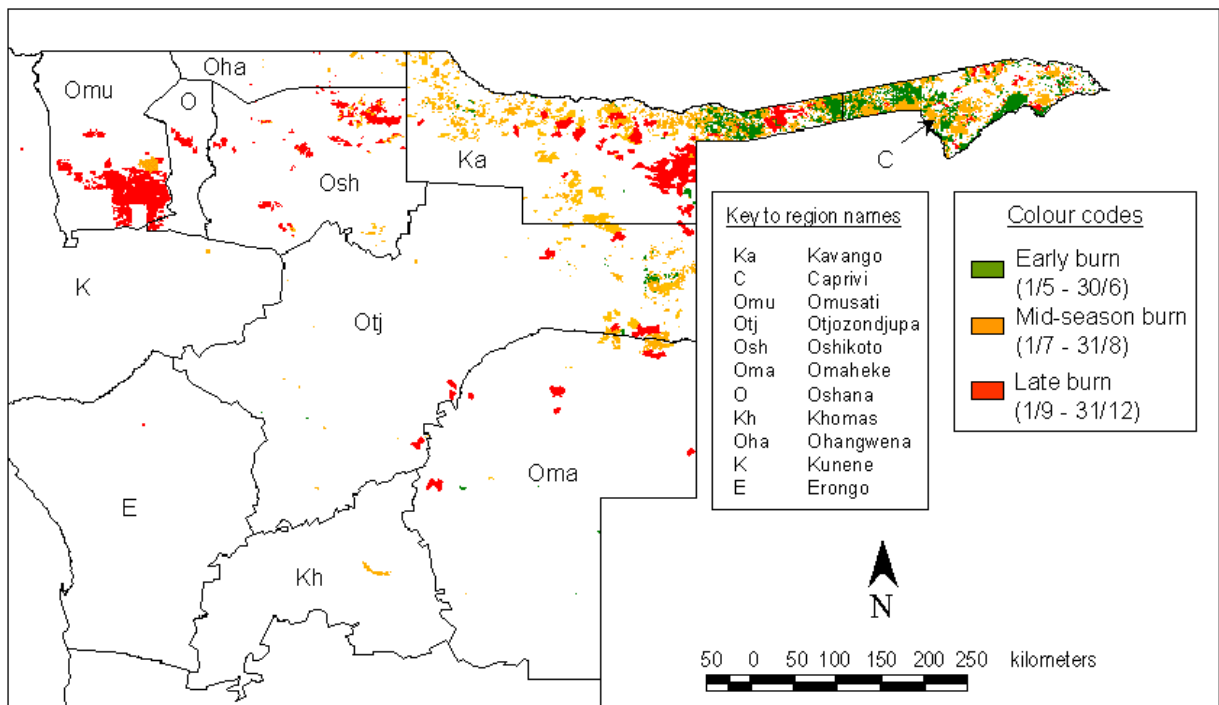 Oha
Omu
O
Ka
C
Osh
K
Otj
Oma
E
Kh
Key to region names
Ka Kavango
C Caprivi
Omu Omusati
Otj Otjozondjupa
Osh Oshikoto
Oma Omaheke
O Oshana
Kh Khomas
Oha Ohangwena
K Kunene
E Erongo
Colour codes
Early burn
(1/5 - 30/6)
Mid-season burn
(1/7 - 31/8)
Late burn
(1/9 - 31/12)
N
50 0 50 100 150 200 250 kilometers